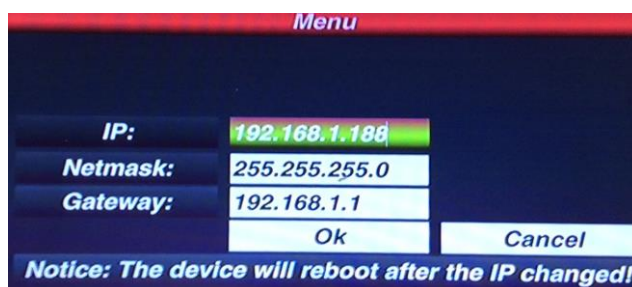 Menu
IP: 192.168.1.188
Netmask: 255.255.255.0
Gateway: 192.168.1.1
Ok Cancel
Notice: The device will reboot after the IP changed!